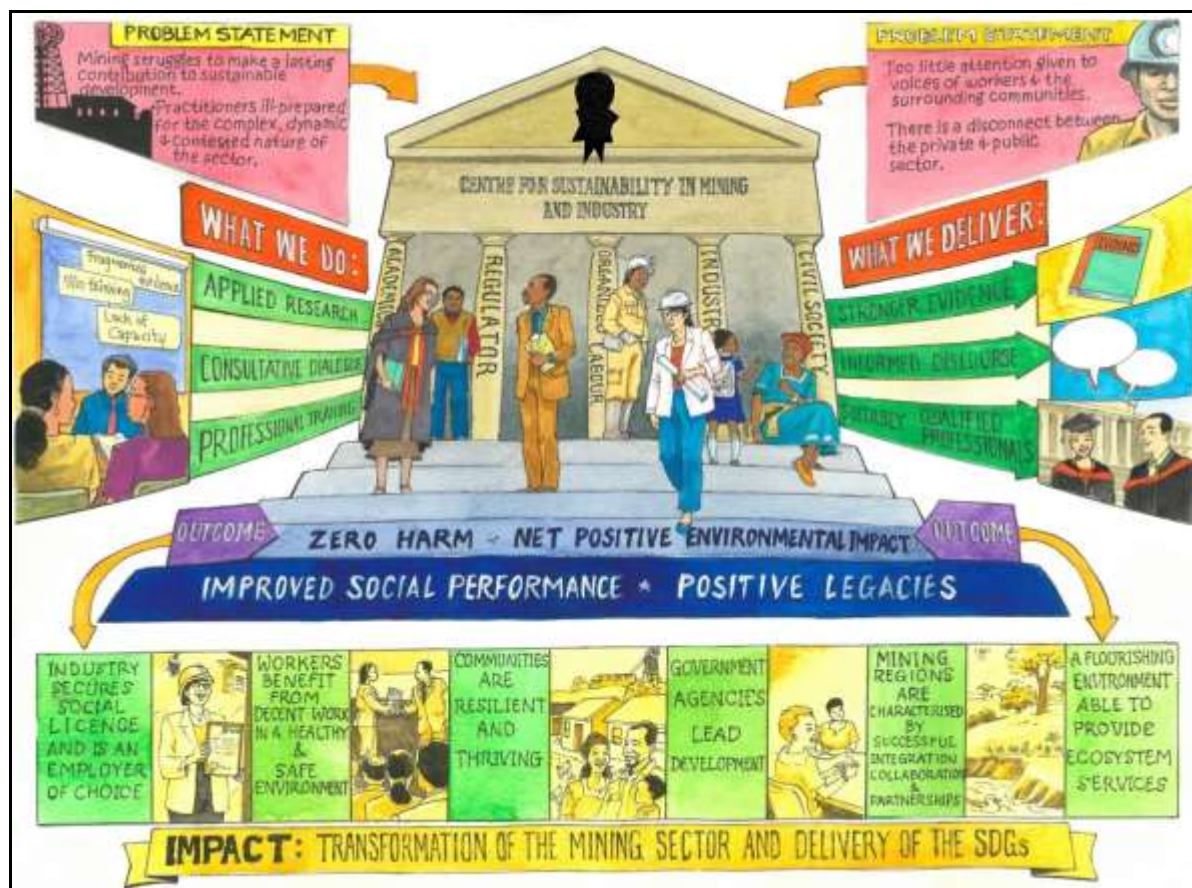 PROBLEM STATEMENT
Mining struggles to make a lasting
contribution to sustainable
development.
Practitioners ill-prepared
for the complex, dynamic
& contested nature of
the sector.
PROBLEM STATEMENT
Too little attention given to
voices of workers & the
surrounding communities.
There is a disconnect between
the private & public
sector.
CENTRE FOR SUSTAINABILITY IN MINING
AND INDUSTRY
WHAT WE DO:
APPLIED RESEARCH
CONSULTATIVE DIALOGUE
PROFESSIONAL TRAINING
Fragmented
thinking
Lack of
Capacity
ACADEMIC
REGULATOR
ORGANIZED LABOUR
INDUSTRY
CIVIL SOCIETY
WHAT WE DELIVER:
STRONGER EVIDENCE
INFORMED DISCOURSE
SUITABLY QUALIFIED
PROFESSIONALS
OUTCOME
ZERO HARM NET POSITIVE ENVIRONMENTAL IMPACT
OUTCOME
IMPROVED SOCIAL PERFORMANCE * POSITIVE LEGACIES
INDUSTRY
SECURES
SOCIAL
LICENCE
AND IS AN
EMPLOYER
OF CHOICE
WORKERS
BENEFIT
FROM
DECENT WORK
IN A HEALTHY
&
SAFE
ENVIRONMENT
COMMUNITIES
ARE
RESILIENT
AND
THRIVING
GOVERNMENT
AGENCIES
LEAD
DEVELOPMENT
MINING
REGIONS
ARE
CHARACTERISED
BY
SUCCESSFUL
INTEGRATION
COLLABORATION
&
PARTNERSHIPS
A FLOURISHING
ENVIRONMENT
ABLE TO
PROVIDE
ECOSYSTEM
SERVICES
IMPACT: TRANSFORMATION OF THE MINING SECTOR AND DELIVERY OF THE SDGs